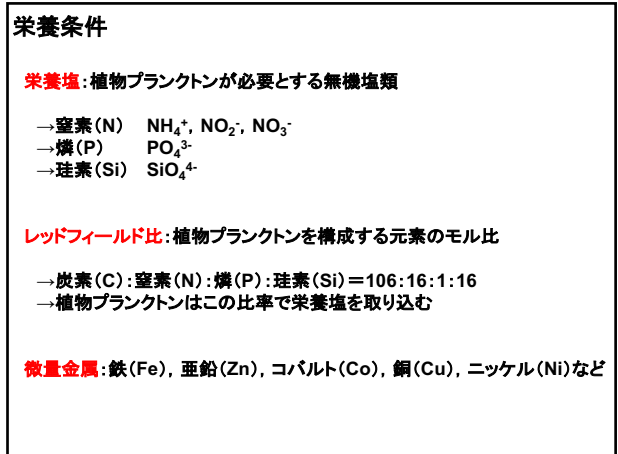 栄養条件
栄養塩：植物プランクトンが必要とする無機塩類
→窒素（N） NH₄⁺, NO₂⁻, NO₃⁻
→燐（P） PO₄³⁻
→珪素（Si） SiO₄⁴⁻
レッドフィールド比：植物プランクトンを構成する元素のモル比
→炭素（C）：窒素（N）：燐（P）：珪素（Si）＝106：16：1：16
→植物プランクトンはこの比率で栄養塩を取り込む
微量金属：鉄（Fe）, 亜鉛（Zn）, コバルト（Co）, 銅（Cu）, ニッケル（Ni）など